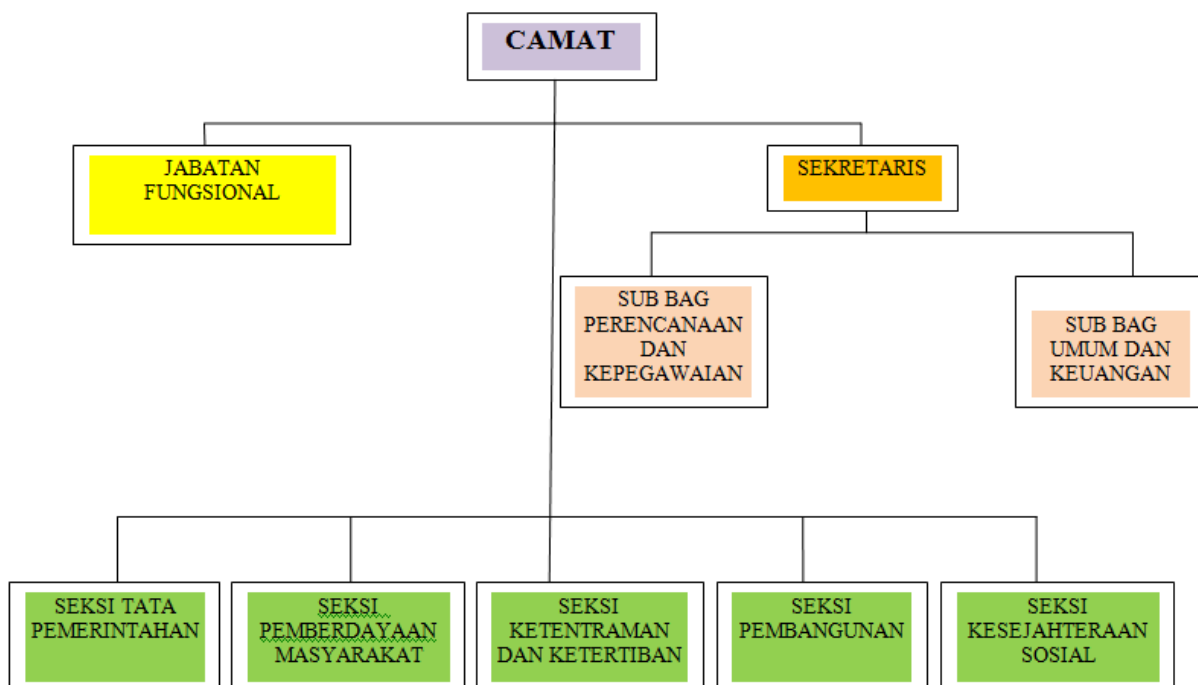 CAMAT
JABATAN
FUNGSIONAL
SEKRETARIS
SUB BAG
PERENCANAAN
DAN
KEPEGAWAIAN
SUB BAG
UMUM DAN
KEUANGAN
SEKSI TATA
PEMERINTAHAN
SEKSI
PEMBERDAYAAN
MASYARAKAT
SEKSI
KETENTRAMAN
DAN KETERTIBAN
SEKSI
PEMBANGUNAN
SEKSI
KESEJAHTERAAN
SOSIAL